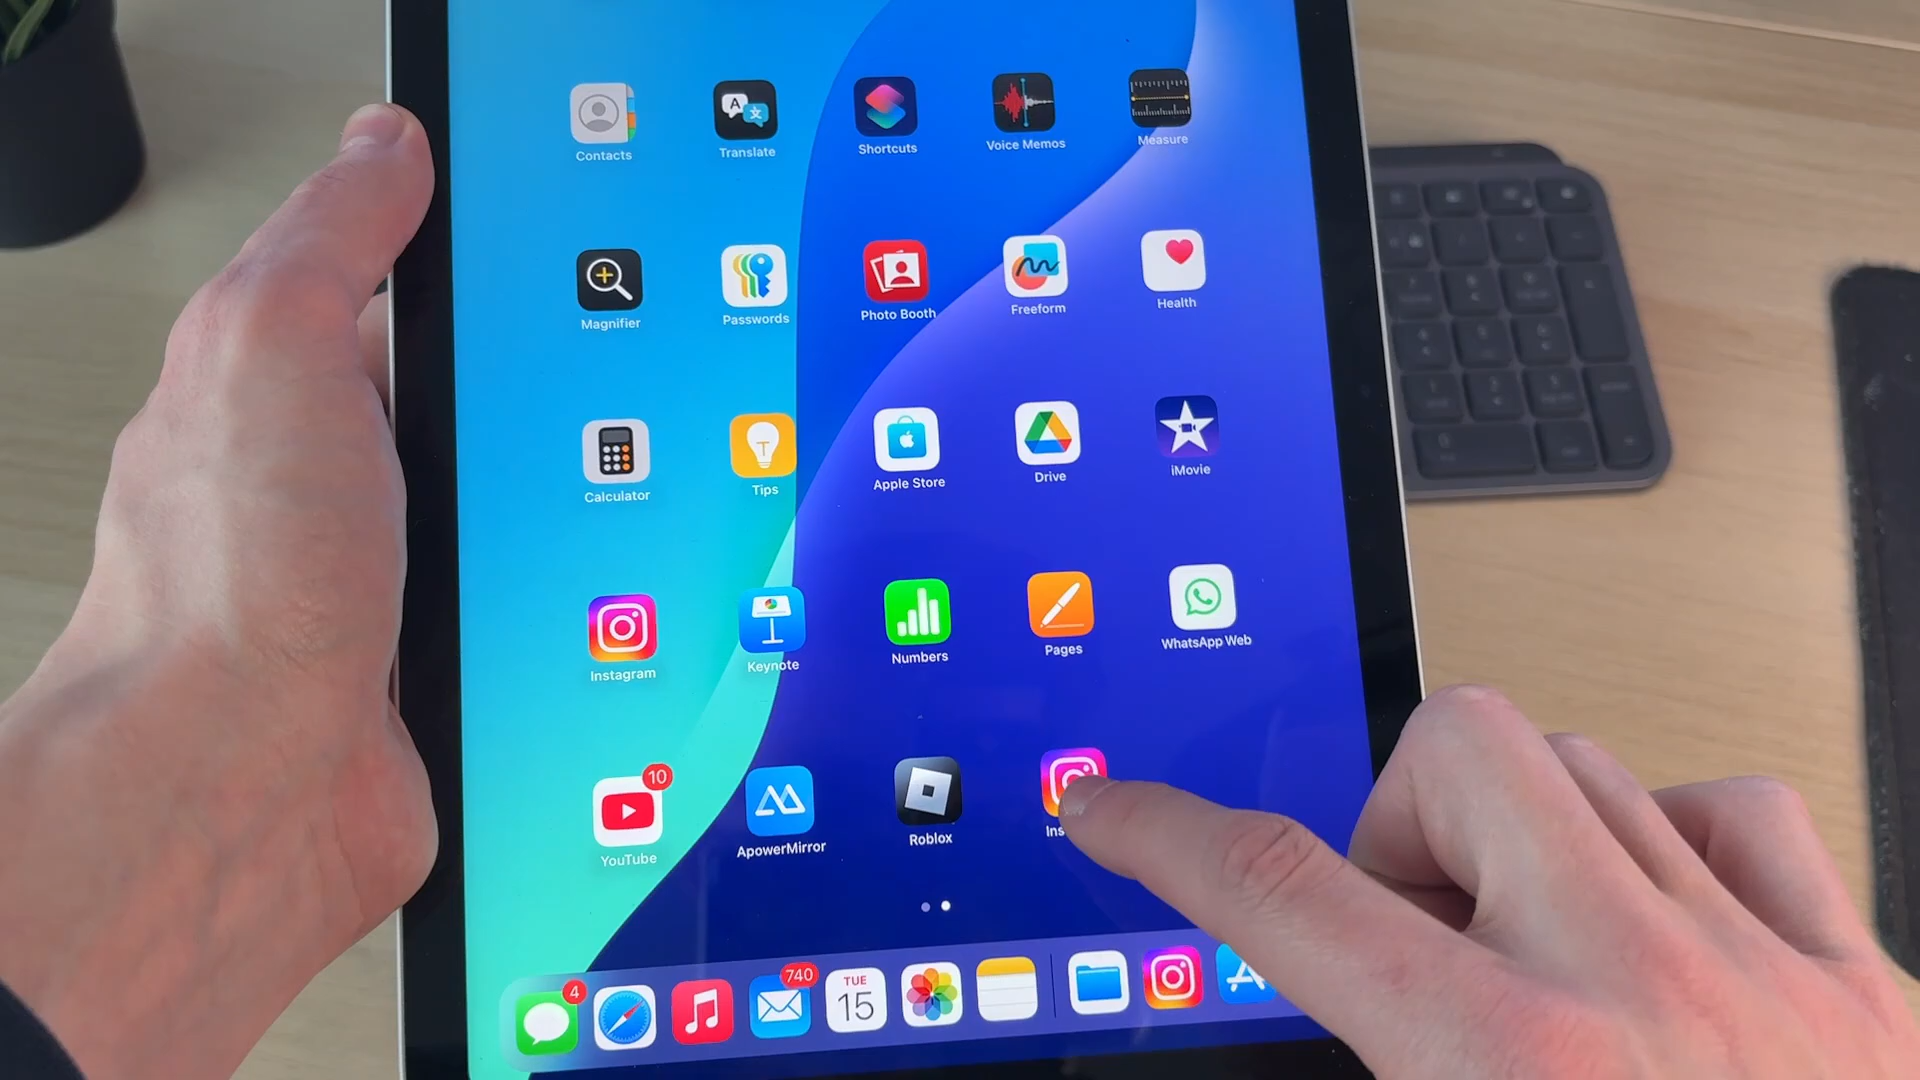 Contacts
Translate
Shortcuts
Voice Memos
Measure
Magnifier
Passwords
Photo Booth
Freeform
Health
Calculator
Tips
Apple Store
Drive
iMovie
Instagram
Keynote
Numbers
Pages
WhatsApp Web
10
YouTube
ApowerMirror
Roblox
Ins
4
740
TUE
15